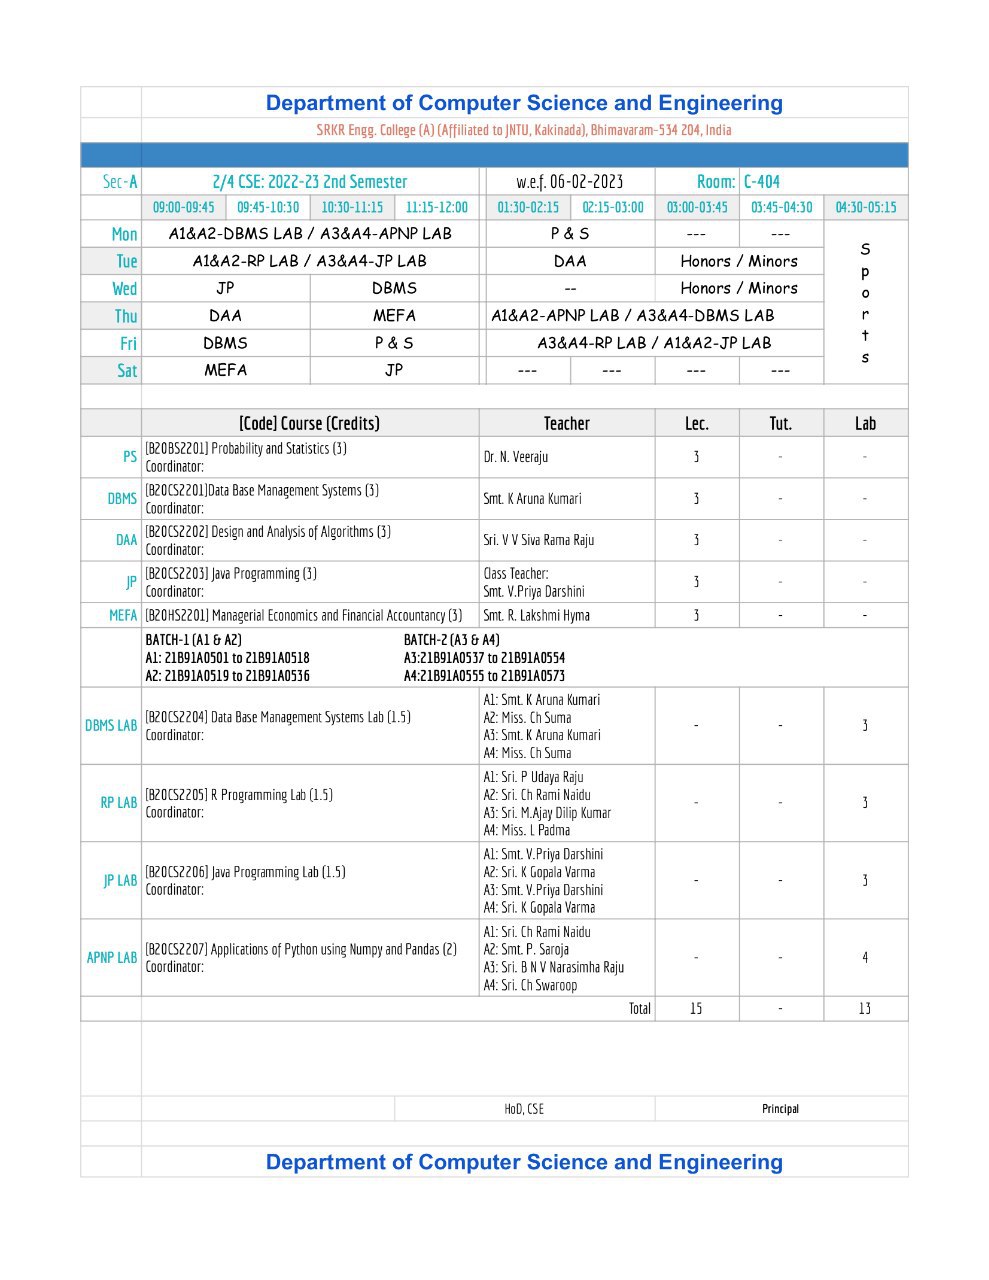 Department of Computer Science and Engineering
SRKR Engg. College (A) (Affiliated to JNTU, Kakinada), Bhimavaram-534 204, India
Sec-A 2/4 CSE: 2022-23 2nd Semester w.e.f. 06-02-2023 Room: C-404
09:00-09:45 09:45-10:30 10:30-11:15 11:15-12:00 01:30-02:15 02:15-03:00 03:00-03:45 03:45-04:30 04:30-05:15
Mon A1&A2-DBMS LAB / A3&A4-APNP LAB P & S --- --- Sports
Tue A1&A2-RP LAB / A3&A4-JP LAB DAA Honors / Minors
Wed JP DBMS -- Honors / Minors
Thu DAA MEFA A1&A2-APNP LAB / A3&A4-DBMS LAB
Fri DBMS P & S A3&A4-RP LAB / A1&A2-JP LAB
Sat MEFA JP --- --- --- ---
[Code] Course (Credits) Teacher Lec. Tut. Lab
PS [B20BS2201] Probability and Statistics (3)
Coordinator: Dr. N. Veeraju 3 - -
DBMS [B20CS2201]Data Base Management Systems (3)
Coordinator: Smt. K Aruna Kumari 3 - -
DAA [B20CS2202] Design and Analysis of Algorithms (3)
Coordinator: Sri. V V Siva Rama Raju 3 - -
JP [B20CS2203] Java Programming (3)
Coordinator: Class Teacher:
Smt. V.Priya Darshini 3 - -
MEFA [B20HS2201] Managerial Economics and Financial Accountancy (3) Smt. R. Lakshmi Hyma 3 - -
BATCH-1 (A1 & A2) BATCH-2 (A3 & A4)
A1: 21B91A0501 to 21B91A0518 A3:21B91A0537 to 21B91A0554
A2: 21B91A0519 to 21B91A0536 A4:21B91A0555 to 21B91A0573
DBMS LAB [B20CS2204] Data Base Management Systems Lab (1.5)
Coordinator:
A1: Smt. K Aruna Kumari
A2: Miss. Ch Suma
A3: Smt. K Aruna Kumari
A4: Miss. Ch Suma
- - 3
RP LAB [B20CS2205] R Programming Lab (1.5)
Coordinator:
A1: Sri. P Udaya Raju
A2: Sri. Ch Rami Naidu
A3: Sri. M.Ajay Dilip Kumar
A4: Miss. L Padma
- - 3
JP LAB [B20CS2206] Java Programming Lab (1.5)
Coordinator:
A1: Smt. V.Priya Darshini
A2: Sri. K Gopala Varma
A3: Smt. V.Priya Darshini
A4: Sri. K Gopala Varma
- - 3
APNP LAB [B20CS2207] Applications of Python using Numpy and Pandas (2)
Coordinator:
A1: Sri. Ch Rami Naidu
A2: Smt. P. Saroja
A3: Sri. B N V Narasimha Raju
A4: Sri. Ch Swaroop
- - 4
Total 15 - 13
HoD, CSE Principal
Department of Computer Science and Engineering